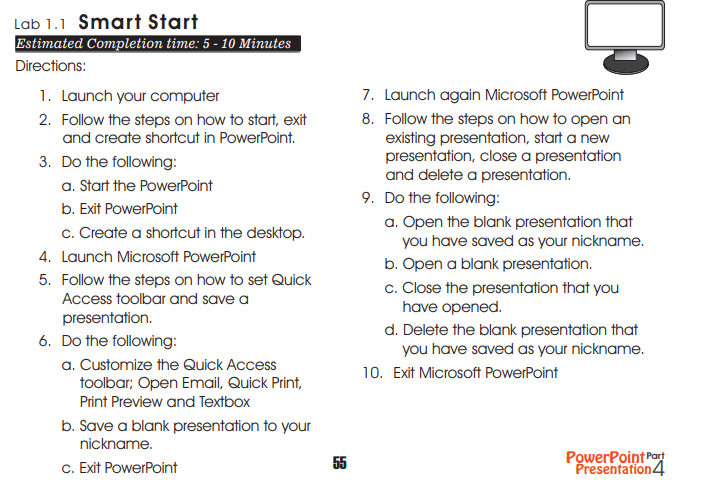 Lab 1.1 Smart Start
Estimated Completion time: 5 - 10 Minutes
Directions:
1. Launch your computer
2. Follow the steps on how to start, exit
and create shortcut in PowerPoint.
3. Do the following:
a. Start the PowerPoint
b. Exit PowerPoint
c. Create a shortcut in the desktop.
4. Launch Microsoft PowerPoint
5. Follow the steps on how to set Quick
Access toolbar and save a
presentation.
6. Do the following:
a. Customize the Quick Access
toolbar; Open Email, Quick Print,
Print Preview and Textbox
b. Save a blank presentation to your
nickname.
c. Exit PowerPoint
7. Launch again Microsoft PowerPoint
8. Follow the steps on how to open an
existing presentation, start a new
presentation, close a presentation
and delete a presentation.
9. Do the following:
a. Open the blank presentation that
you have saved as your nickname.
b. Open a blank presentation.
c. Close the presentation that you
have opened.
d. Delete the blank presentation that
you have saved as your nickname.
10. Exit Microsoft PowerPoint
55
PowerPoint Part
Presentation 4